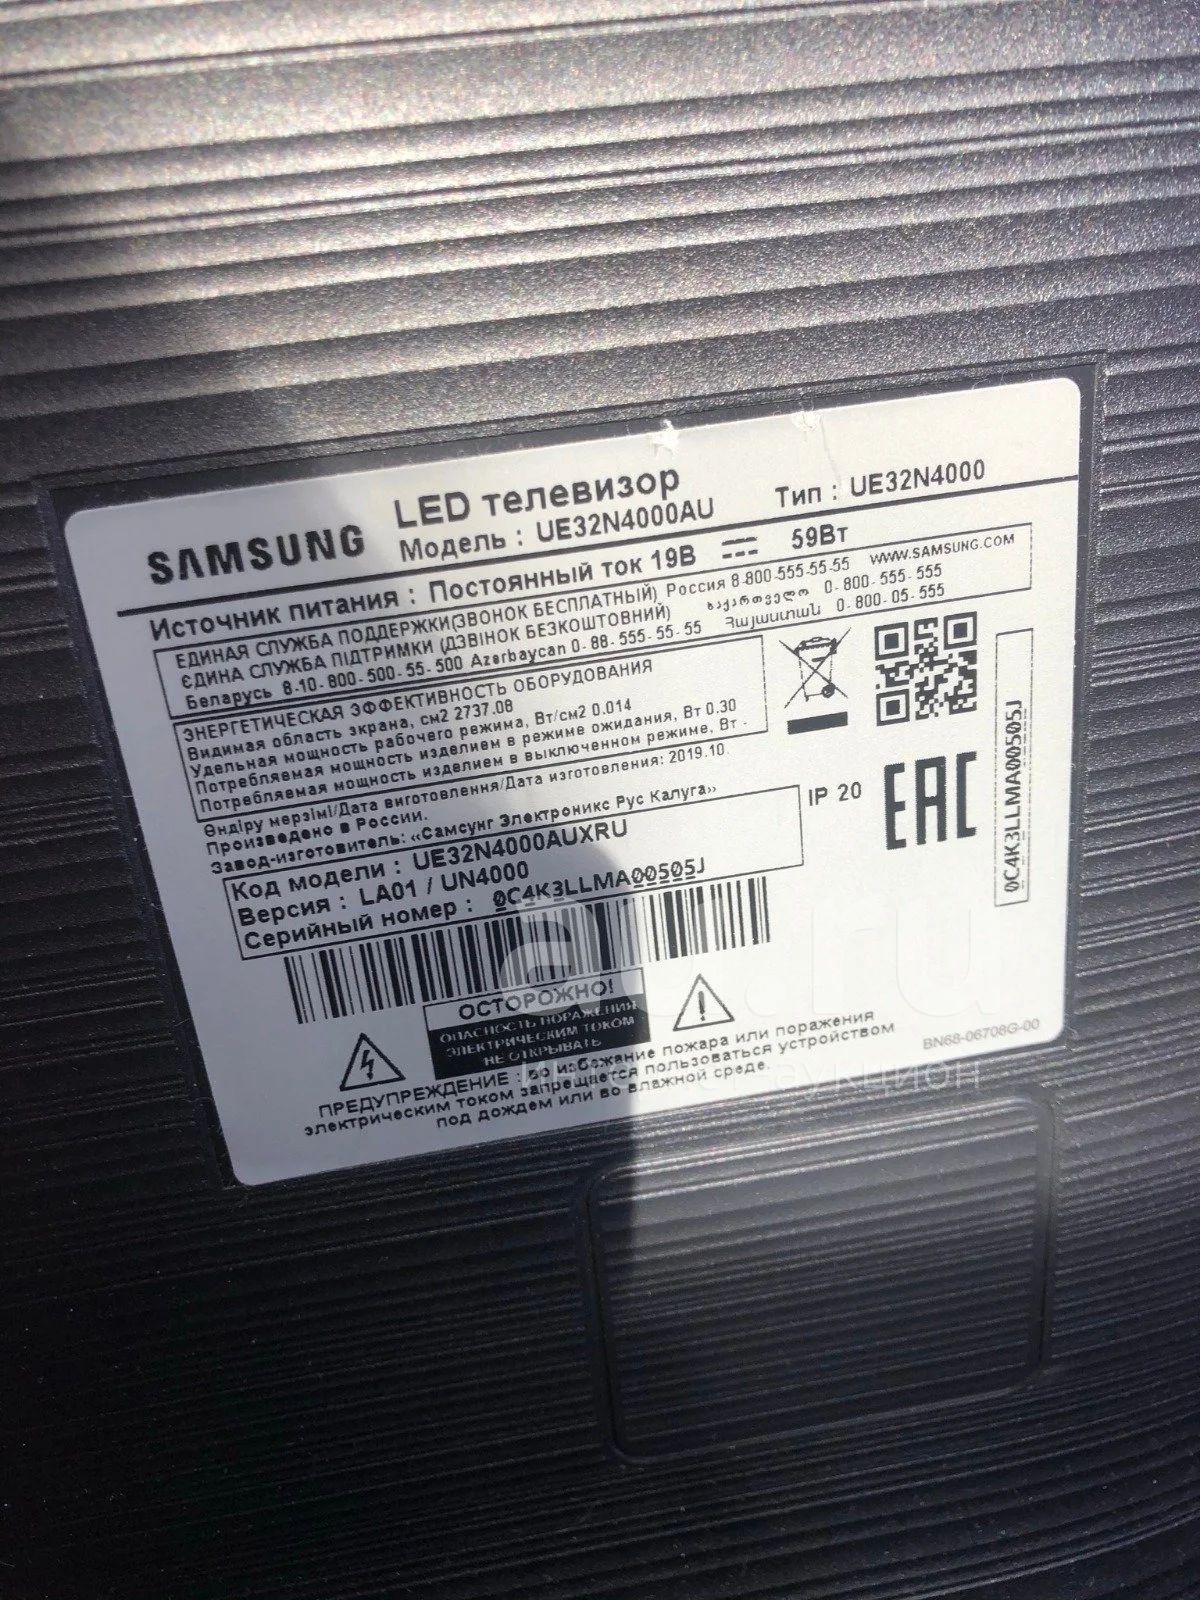 SAMSUNG
LED телевизор
Модель : UE32N4000AU
Тип : UE32N4000
Источник питания : Постоянный ток 19В 59Вт
ЕДИНАЯ СЛУЖБА ПОДДЕРЖКИ(ЗВОНОК БЕСПЛАТНЫЙ) Россия 8-800-555-55-55 WWW.SAMSUNG.COM
ЄДИНА СЛУЖБА ПІДТРИМКИ (ДЗВІНОК БЕЗКОШТОВНИЙ) საქართველო 0-800-555-555
Беларусь 8-10-800-500-55-500 Azerbaycan 0-88-555-55-55 Հայաստան 0-800-05-555
ЭНЕРГЕТИЧЕСКАЯ ЭФФЕКТИВНОСТЬ ОБОРУДОВАНИЯ
Видимая область экрана, см2 2737.08
Удельная мощность рабочего режима, Вт/см2 0.014
Потребляемая мощность изделием в режиме ожидания, Вт 0.30
Потребляемая мощность изделием в выключенном режиме, Вт -
Өндіру мерзімі/Дата виготовлення/Дата изготовления: 2019.10.
Произведено в России.
Завод-изготовитель: «Самсунг Электроникс Рус Калуга»
IP 20
EAC
Код модели : UE32N4000AUXRU
Версия : LA01 / UN4000
Серийный номер : 0C4K3LLMA00505J
0C4K3LLMA00505J
ОСТОРОЖНО!
ОПАСНОСТЬ ПОРАЖЕНИЯ
ЭЛЕКТРИЧЕСКИМ ТОКОМ
НЕ ОТКРЫВАТЬ
ПРЕДУПРЕЖДЕНИЕ : во избежание пожара или поражения
электрическим током запрещается пользоваться устройством
под дождем или во влажной среде.
BN68-06708G-00
au.ru
интернет-аукцион